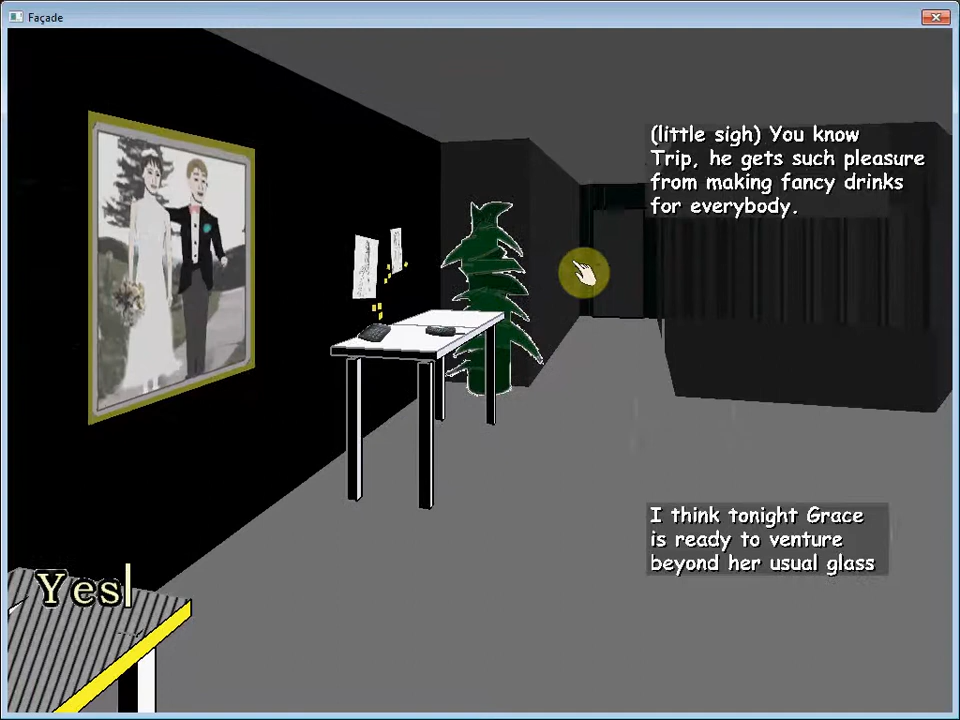 Façade
(little sigh) You know
Trip, he gets such pleasure
from making fancy drinks
for everybody.
I think tonight Grace
is ready to venture
beyond her usual glass
Yes